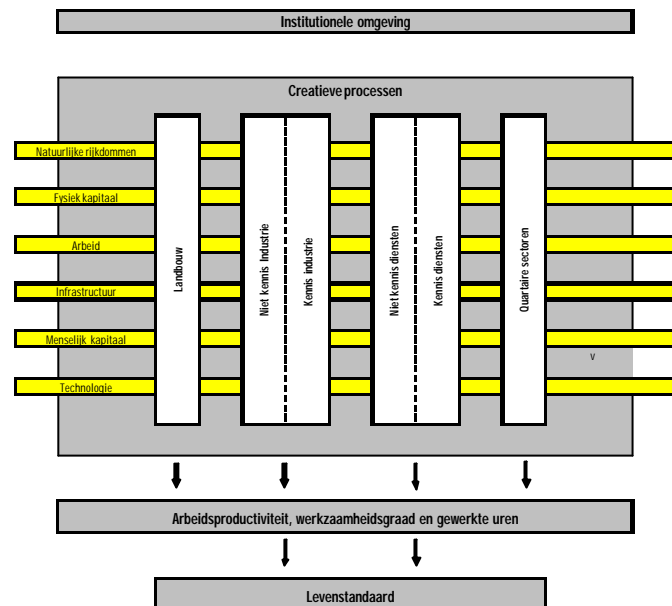 Institutionele omgeving
Creatieve processen
Natuurlijke rijkdommen
Fysiek kapitaal
Arbeid
Infrastructuur
Menselijk kapitaal
Technologie
Landbouw
Niet kennis Industrie
Kennis industrie
Niet kennis diensten
Kennis diensten
Quartaire sectoren
v
Arbeidsproductiviteit, werkzaamheidsgraad en gewerkte uren
Levenstandaard